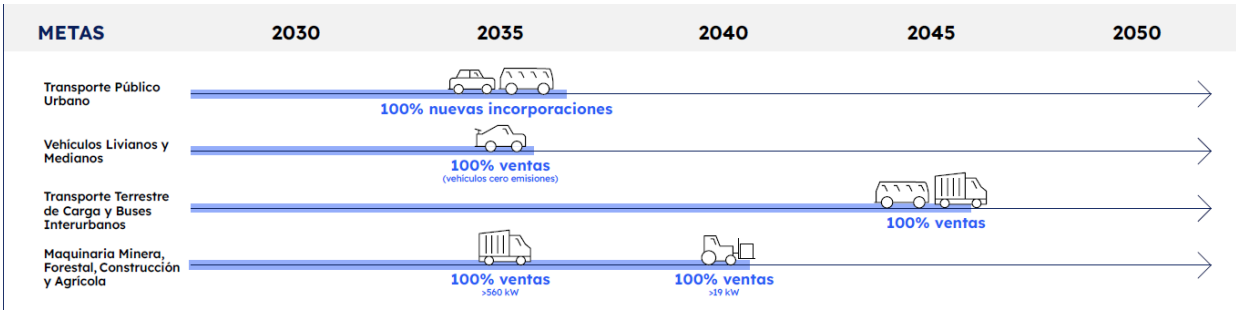 METAS 2030 2035 2040 2045 2050
Transporte Público
Urbano
100% nuevas incorporaciones
Vehículos Livianos y
Medianos
100% ventas
(vehículos cero emisiones)
Transporte Terrestre
de Carga y Buses
Interurbanos
100% ventas
Maquinaria Minera,
Forestal, Construcción
y Agrícola
100% ventas
>560 kW
100% ventas
>19 kW